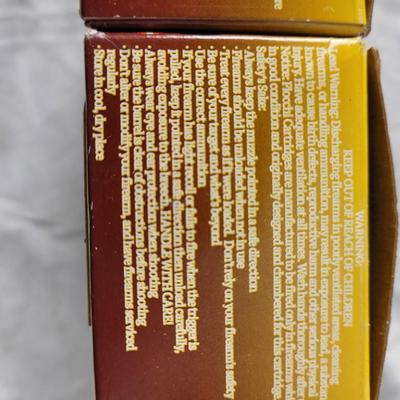 WARNING:
KEEP OUT OF REACH OF CHILDREN
Lead Warning: Discharging firearms in poorly ventilated areas, cleaning
firearms, or handling ammunition, may result in exposure to lead, a substance
known to cause birth defects, reproductive harm and other serious physical
injury. Have adequate ventilation at all times. Wash hands thoroughly after
Notice: Fiocchi Cartridges are manufactured to be fired only in firearms
in good condition and originally designed and chambered for this cartridge.
Safety's Sake:
• Always keep the muzzle pointed in a safe direction
• Firearms should be unloaded when not in use
• Treat every firearm as if it were loaded. Don't rely on your firearm's safety
• Be sure of your target and what's beyond
• Use the correct ammunition
• If your firearm has light recoil or fails to fire when the trigger is
pulled, keep it pointed in a safe direction then unload carefully,
avoiding exposure to the breech. HANDLE WITH CARE!
• Always wear eye and ear protection when shooting
• Be sure the barrel is clear of obstructions before shooting
• Don't alter or modify your firearm, and have firearms serviced
regularly
• Store in cool, dry place